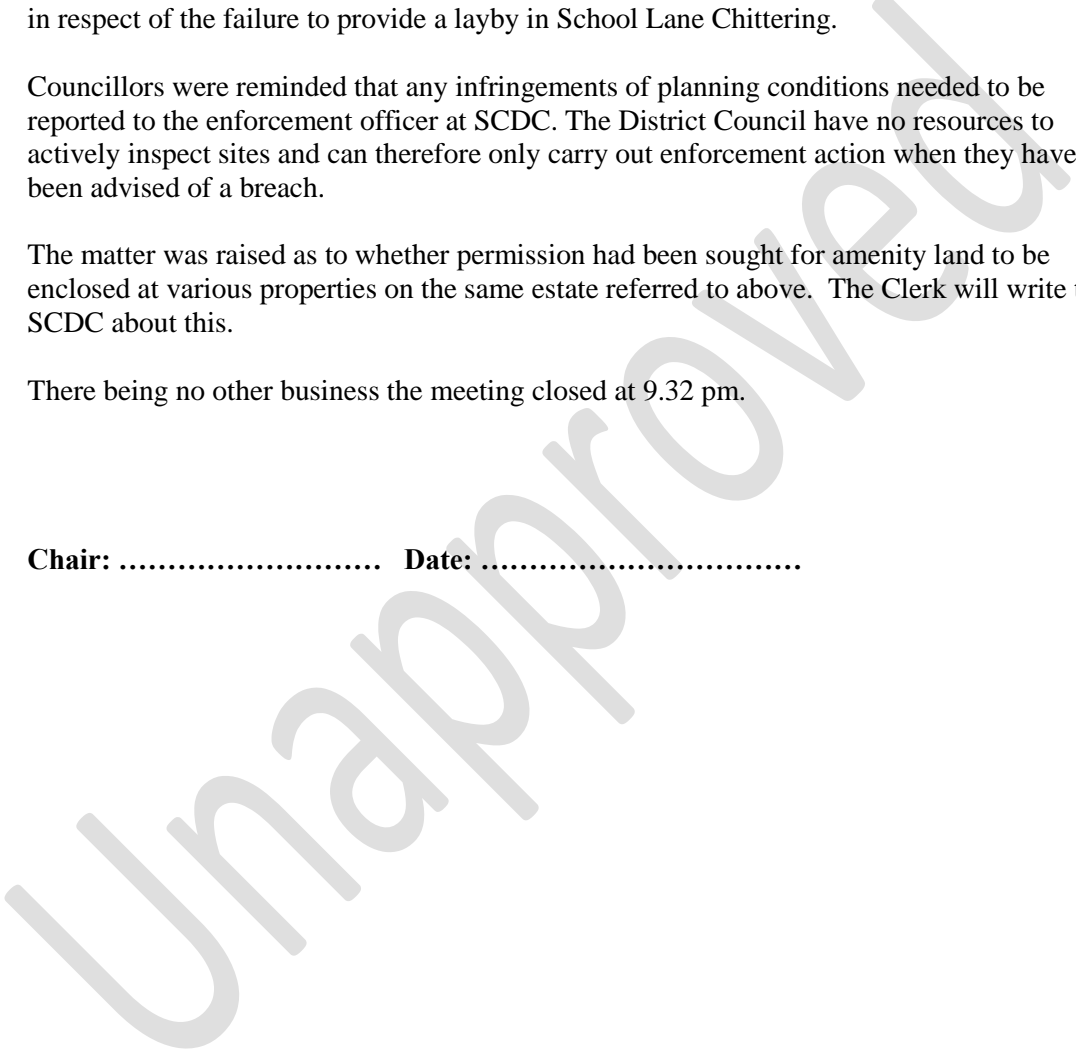 in respect of the failure to provide a layby in School Lane Chittering.
Councillors were reminded that any infringements of planning conditions needed to be
reported to the enforcement officer at SCDC. The District Council have no resources to
actively inspect sites and can therefore only carry out enforcement action when they have
been advised of a breach.
The matter was raised as to whether permission had been sought for amenity land to be
enclosed at various properties on the same estate referred to above.  The Clerk will write
SCDC about this.
There being no other business the meeting closed at 9.32 pm.
Chair: ……………………… Date: ……………………………
Unapproved